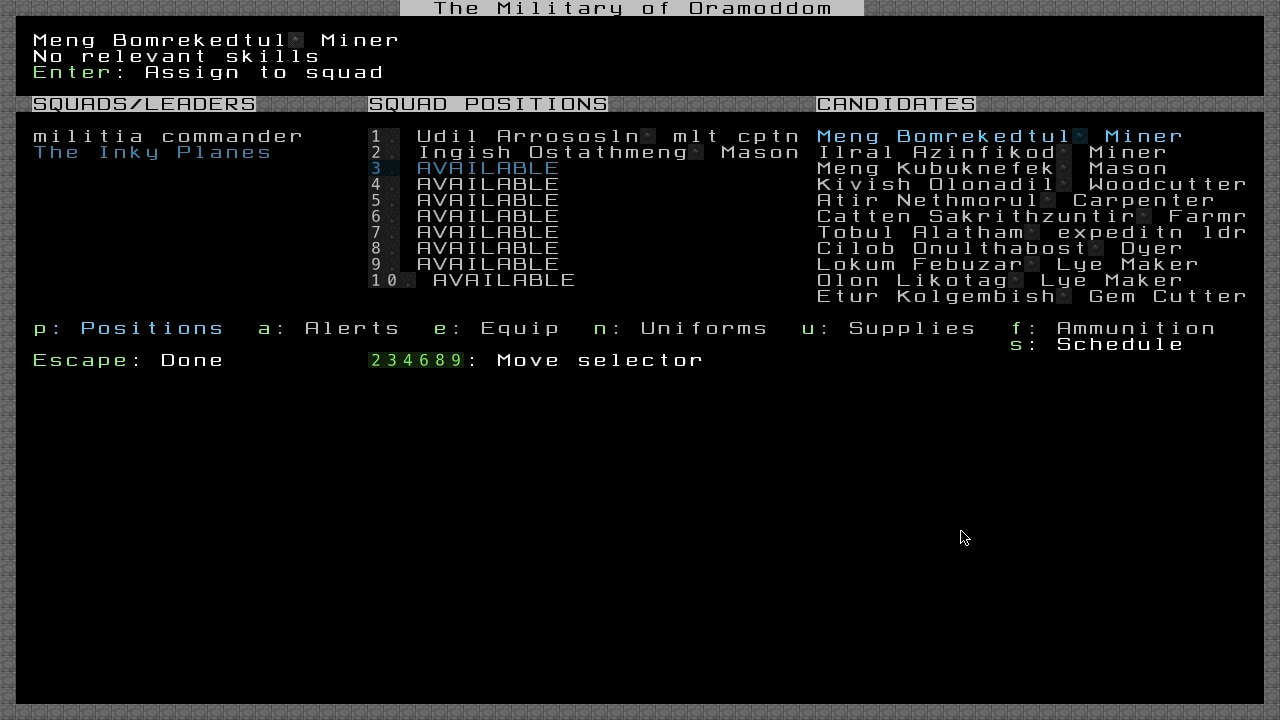 The Military of Oramoddom
Meng Bomrekedtul Miner
No relevant skills
Enter: Assign to squad
SQUADS/LEADERS SQUAD POSITIONS CANDIDATES
militia commander 1 Udil Arrososln mlt cptn Meng Bomrekedtul Miner
The Inky Planes 2 Ingish Ostathmeng Mason Ilral Azinfikod Miner
3 AVAILABLE Meng Kubuknefek Mason
4 AVAILABLE Kivish Olonadil Woodcutter
5 AVAILABLE Atir Nethmorul Carpenter
6 AVAILABLE Catten Sakrithzuntir Farmr
7 AVAILABLE Tobul Alatham expeditn ldr
8 AVAILABLE Cilob Onulthabost Dyer
9 AVAILABLE Lokum Febuzar Lye Maker
10 AVAILABLE Olon Likotag Lye Maker
Etur Kolgembish Gem Cutter
p: Positions a: Alerts e: Equip n: Uniforms u: Supplies f: Ammunition
s: Schedule
Escape: Done 234689: Move selector